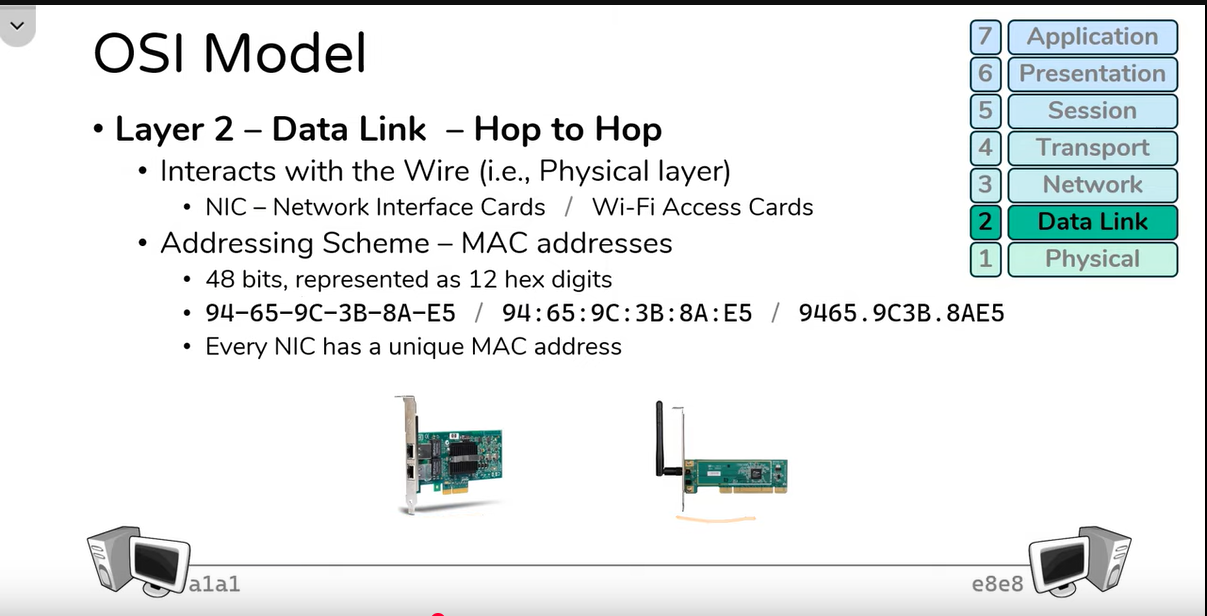 OSI Model
• Layer 2 – Data Link – Hop to Hop
• Interacts with the Wire (i.e., Physical layer)
• NIC – Network Interface Cards / Wi-Fi Access Cards
• Addressing Scheme – MAC addresses
• 48 bits, represented as 12 hex digits
• 94-65-9C-3B-8A-E5 / 94:65:9C:3B:8A:E5 / 9465.9C3B.8AE5
• Every NIC has a unique MAC address
7 Application
6 Presentation
5 Session
4 Transport
3 Network
2 Data Link
1 Physical
a1a1
e8e8